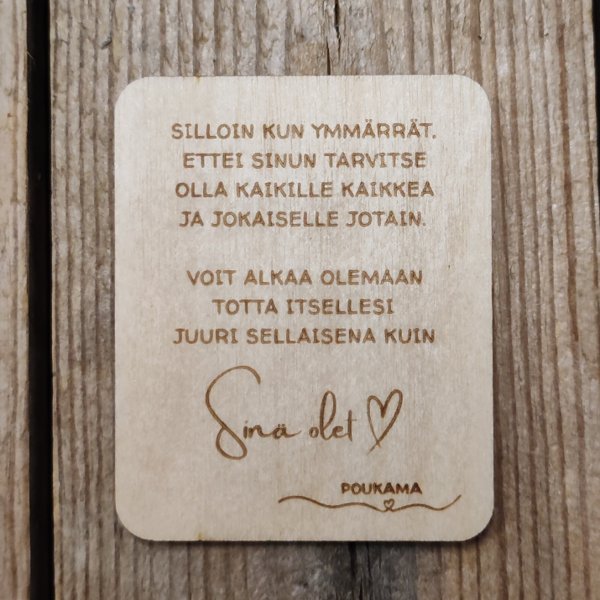 SILLOIN KUN YMMÄRRÄT,
ETTEI SINUN TARVITSE
OLLA KAIKILLE KAIKKEA
JA JOKAISELLE JOTAIN.
VOIT ALKAA OLEMAAN
TOTTA ITSELLESI
JUURI SELLAISENA KUIN
Sinä olet
POUKAMA